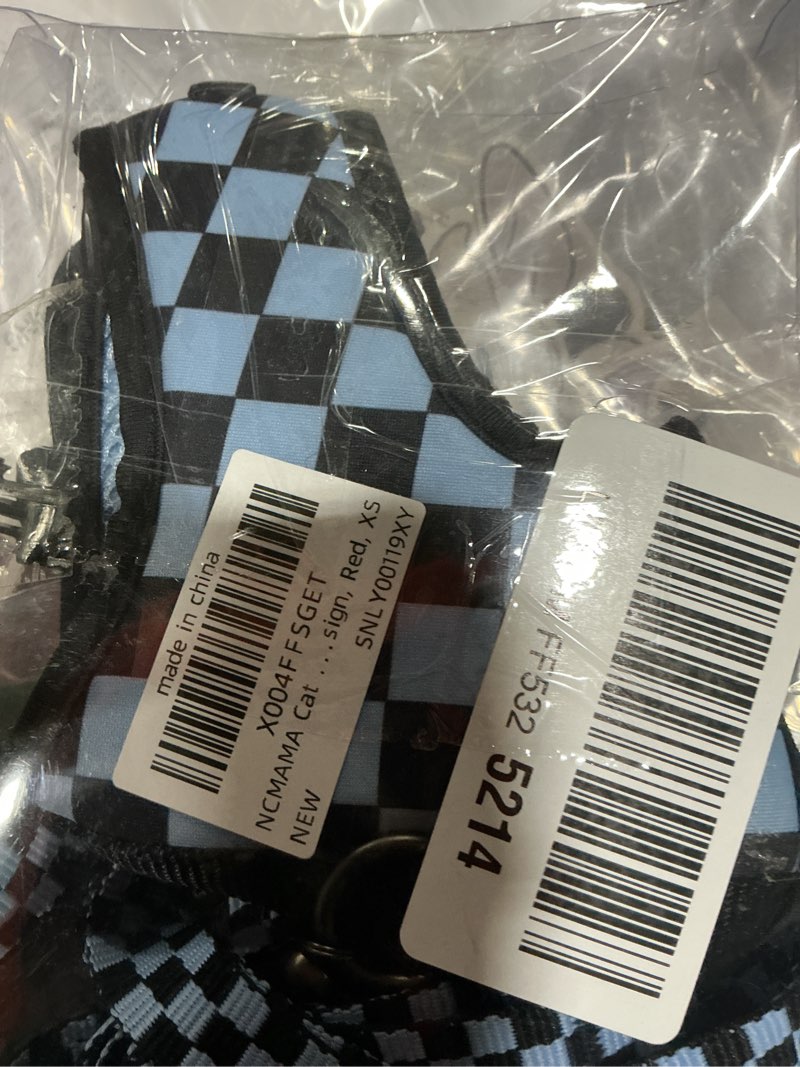 made in china
X004FFSGET
NCMAMA Cat ... sign, Red, XS
NEW
SNLY00119XY
FF532 5214